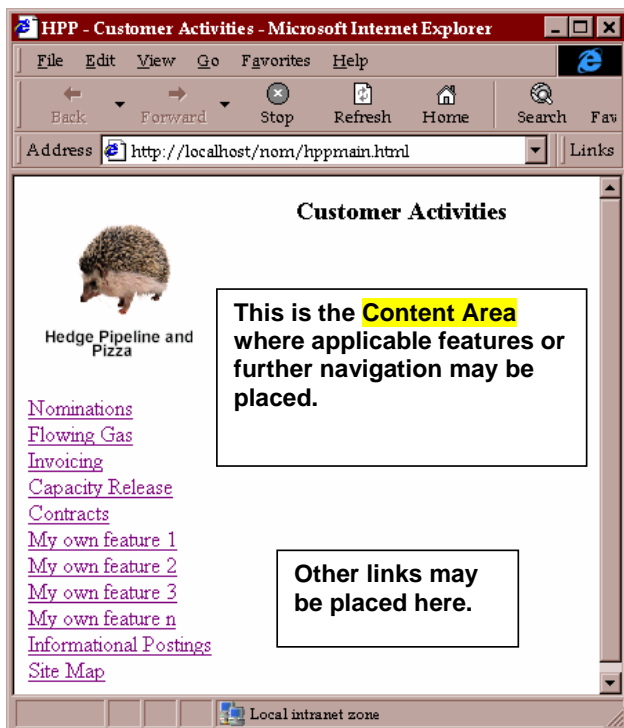 HPP - Customer Activities - Microsoft Internet Explorer
File Edit View Go Favorites Help
Back Forward Stop Refresh Home Search Fav
Address http://localhost/nom/hppmain.html Links
Customer Activities
Hedge Pipeline and
Pizza
This is the Content Area
where applicable features or
further navigation may be
placed.
Nominations
Flowing Gas
Invoicing
Capacity Release
Contracts
My own feature 1
My own feature 2
My own feature 3
My own feature n
Informational Postings
Site Map
Other links may
be placed here.
Local intranet zone